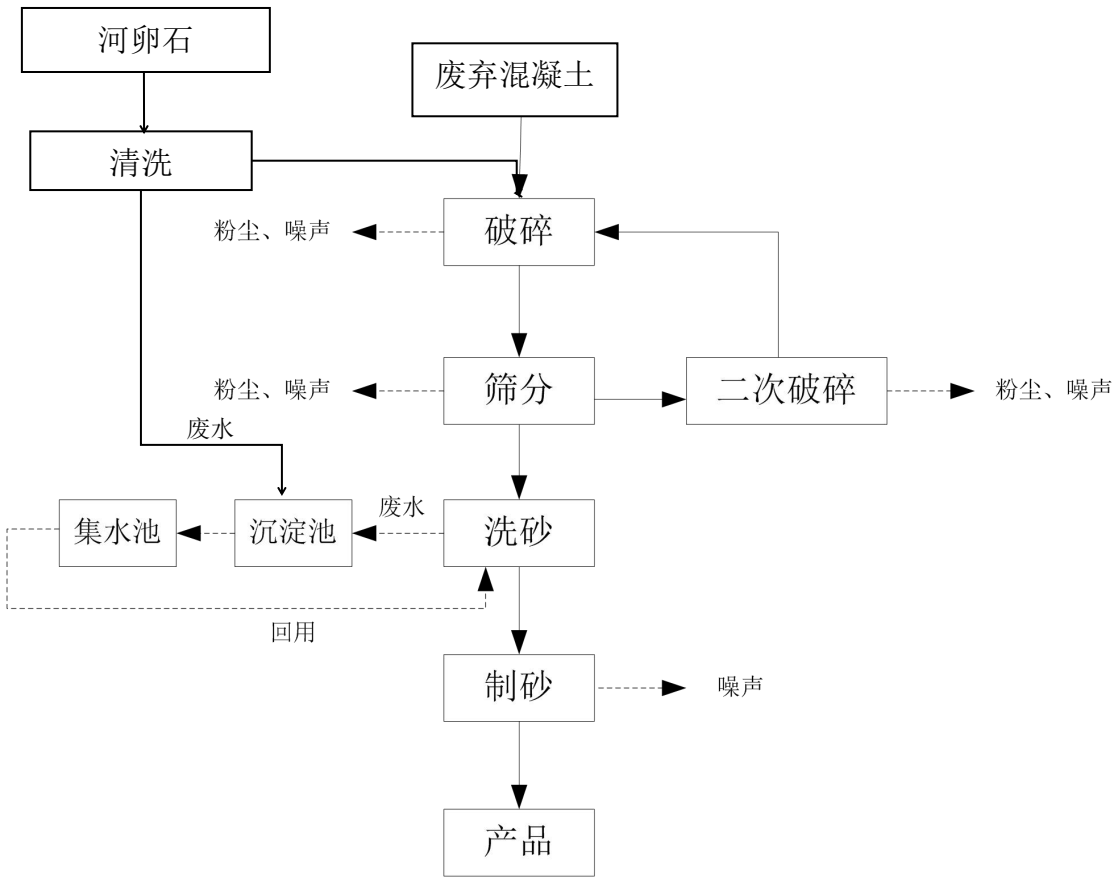 河卵石
废弃混凝土
清洗
粉尘、噪声
破碎
粉尘、噪声
筛分
二次破碎
粉尘、噪声
废水
集水池
沉淀池
废水
洗砂
回用
制砂
噪声
产品